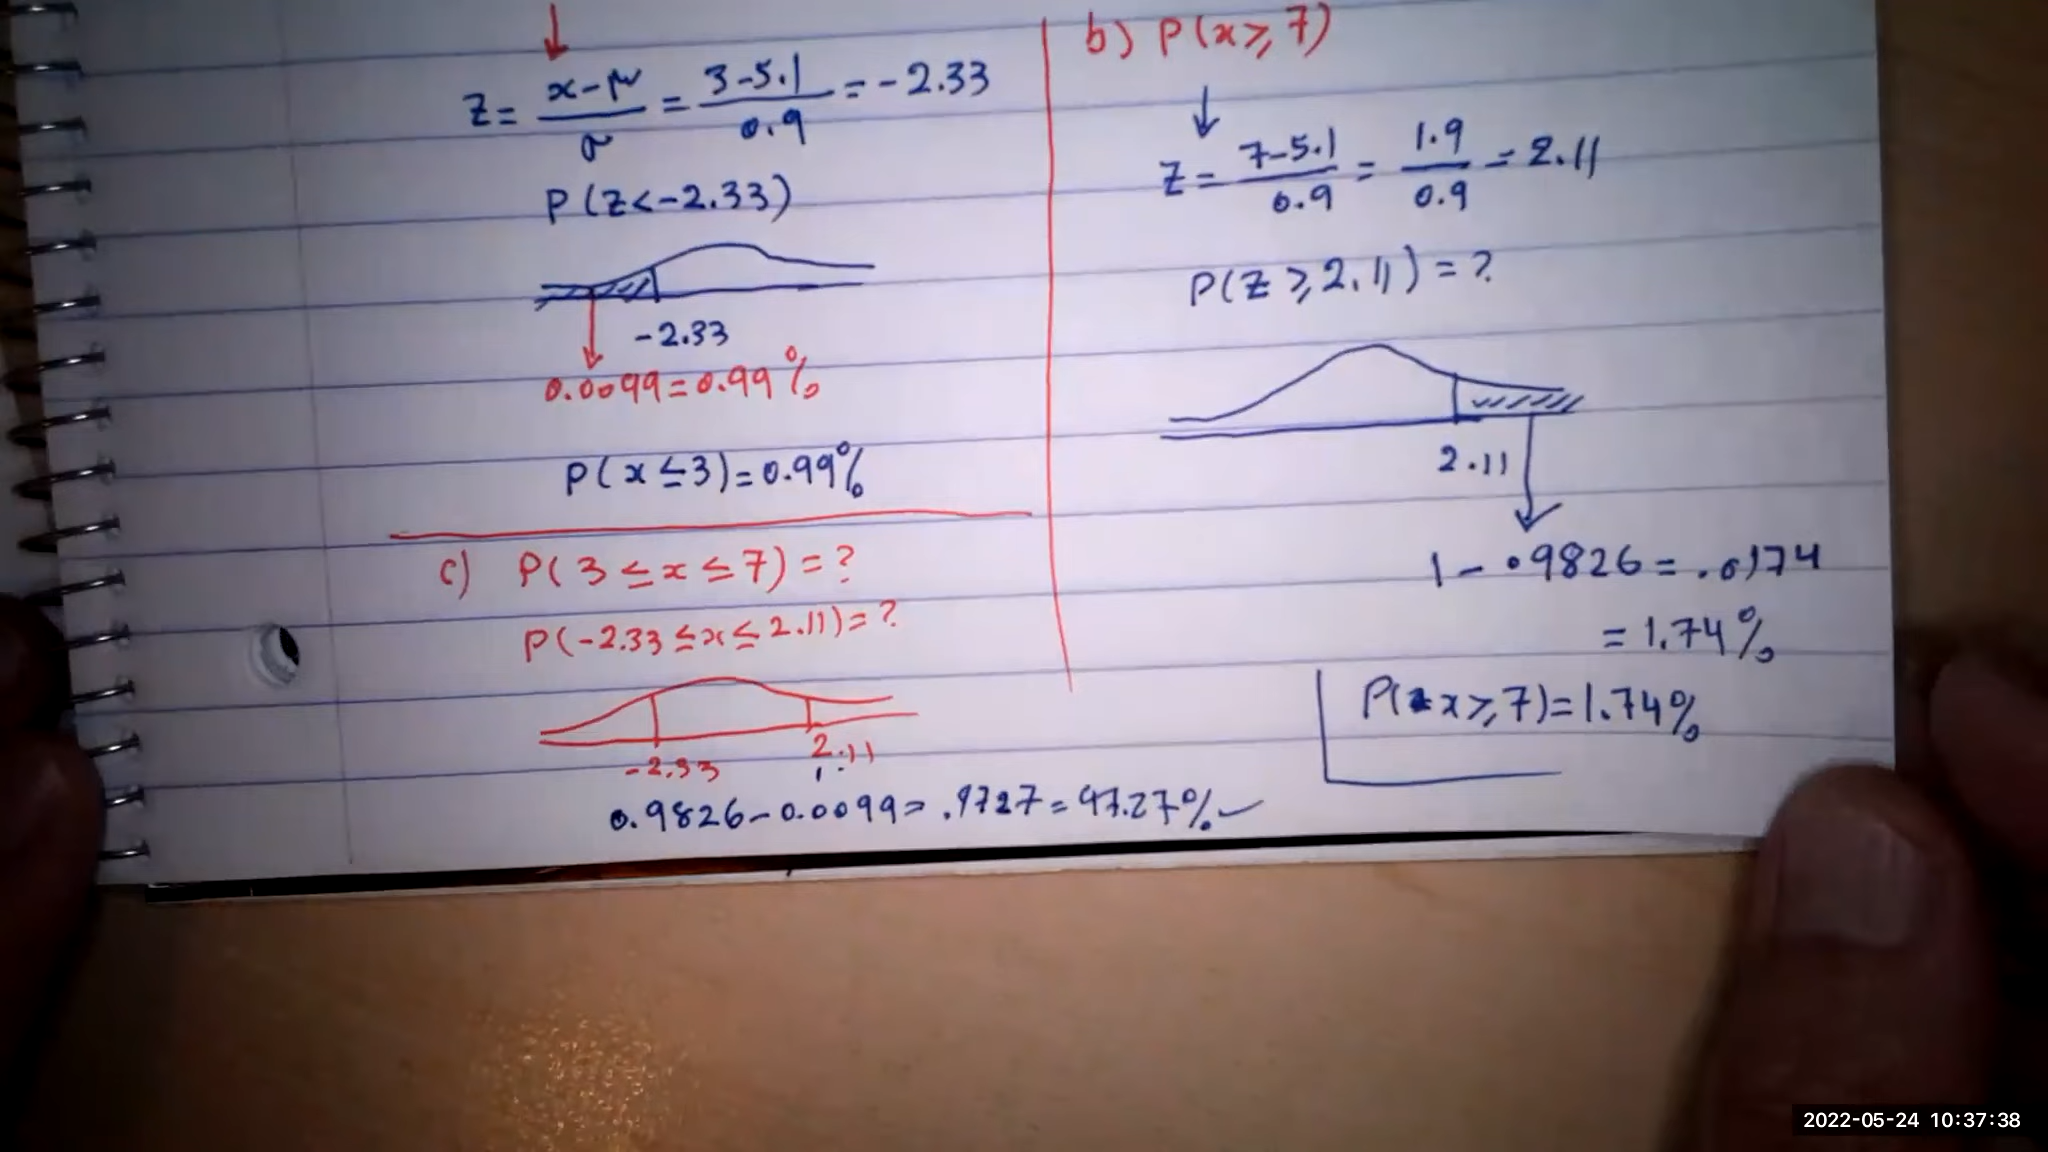 Z = x-μ / σ = 3-5.1 / 0.9 = -2.33
P(Z<-2.33)
-2.33
0.0099=0.99%
P(x≤3)=0.99%
c) P(3≤x≤7)=?
P(-2.33≤x≤2.11)=?
-2.33 2.11
0.9826-0.0099=.9727=97.27%
b) P(x≥7)
Z = 7-5.1 / 0.9 = 1.9 / 0.9 = 2.11
P(Z≥2.11)=?
2.11
1-.9826=.0174
=1.74%
P(x≥7)=1.74%
2022-05-24 10:37:38